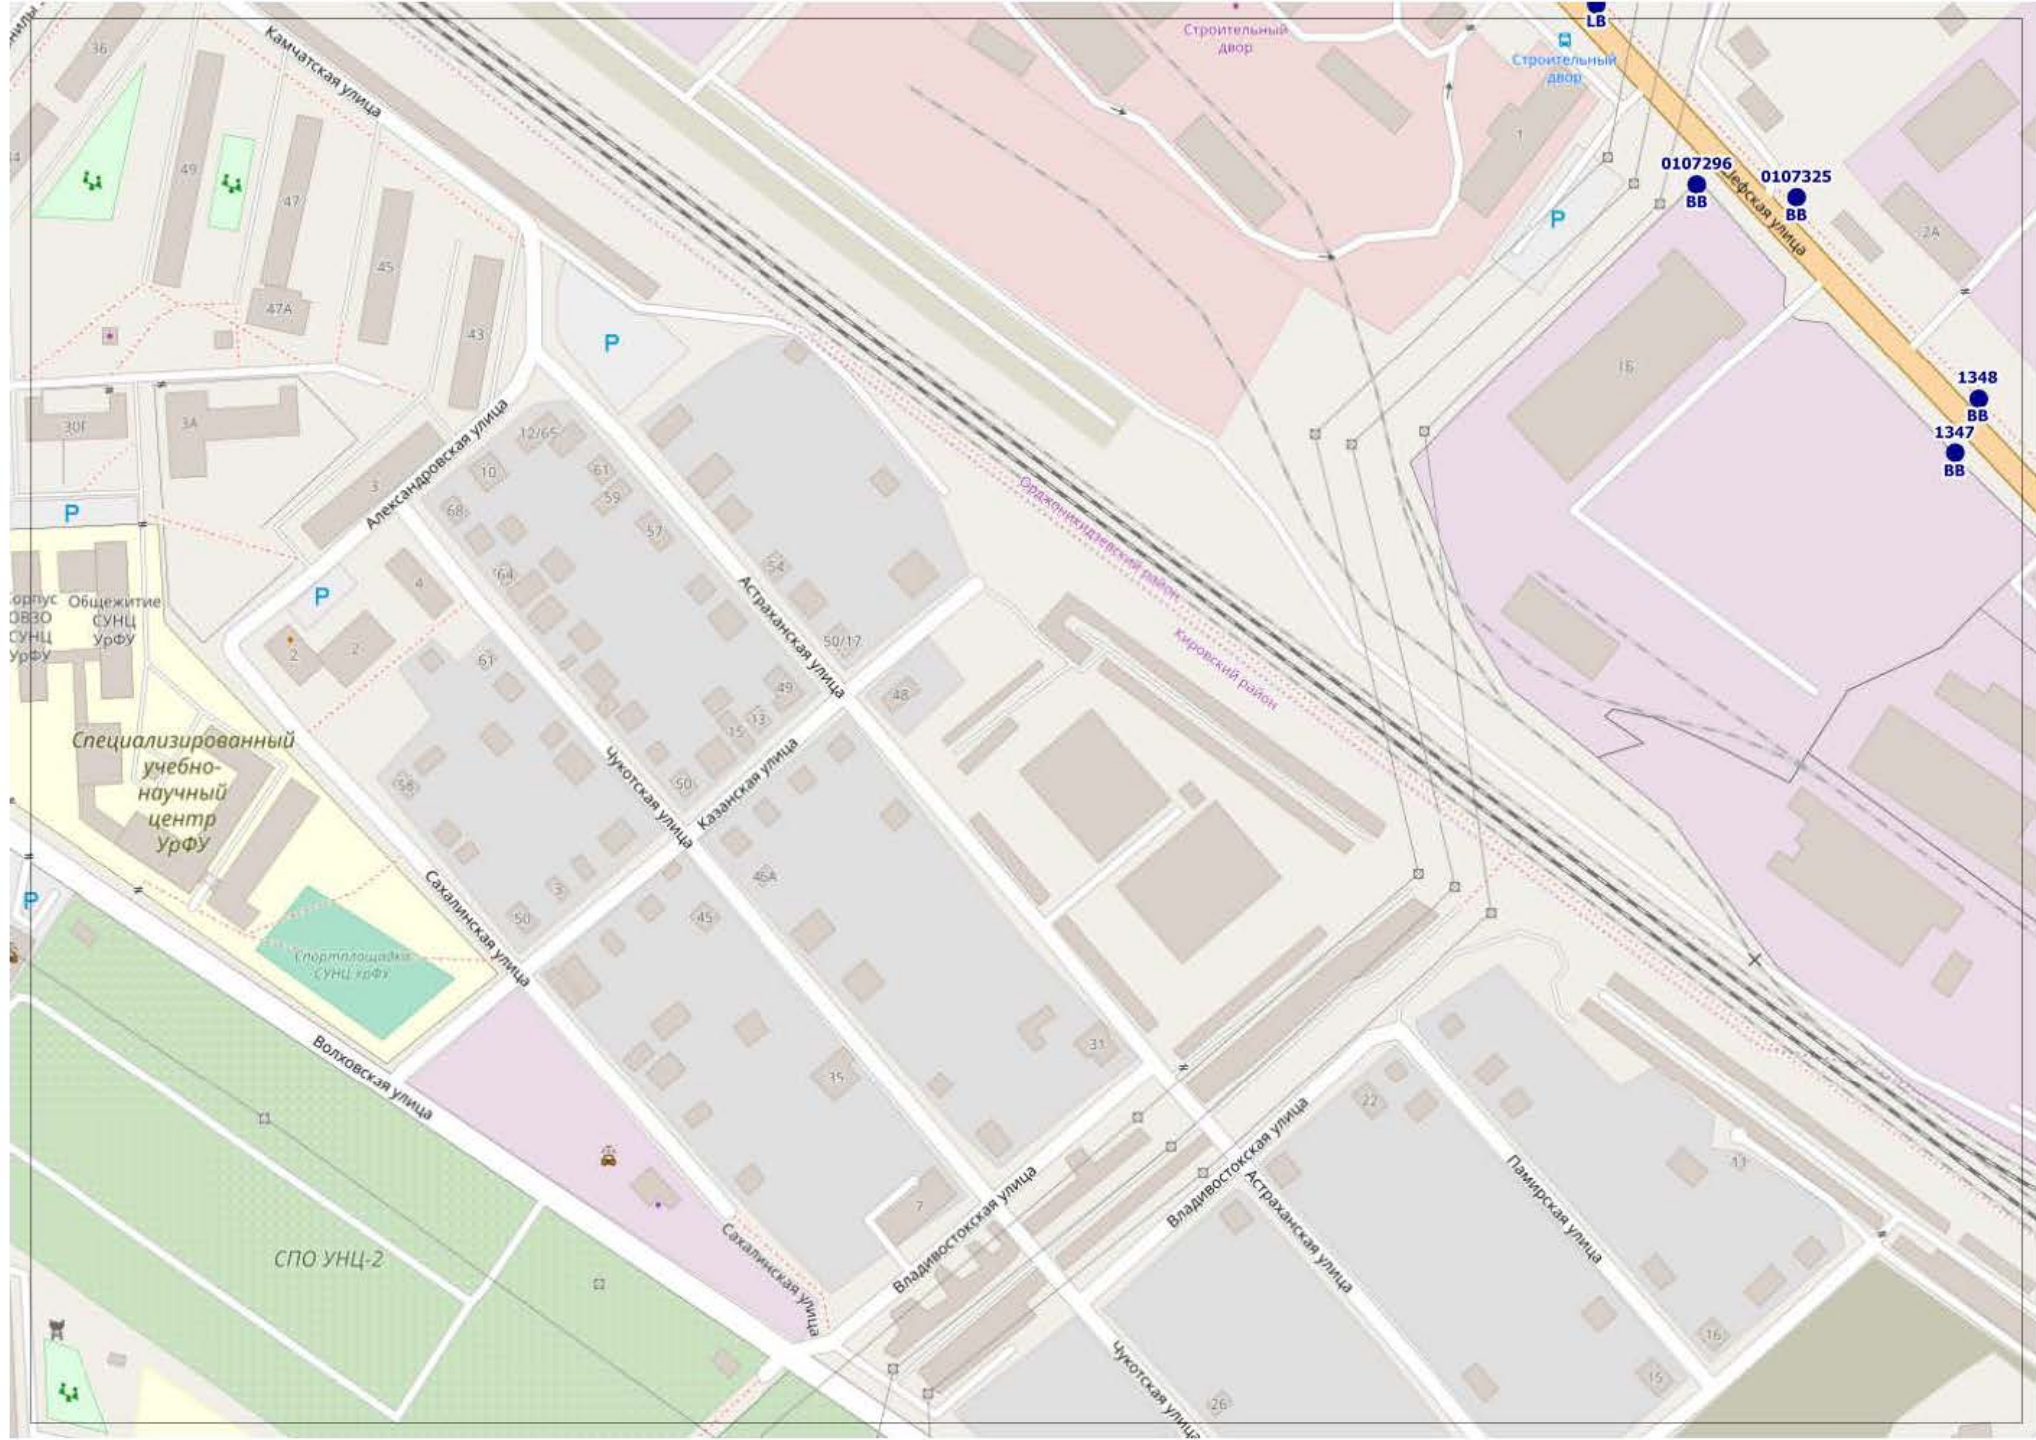 LB
Строительный
двор
Строительный
двор
36
Камчатская улица
49
47
45
47А
43
0107296
BB
0107325
BB
Шефская улица
2А
1
P
1Б
1348
BB
1347
BB
P
30Г
3А
3
Александровская улица
12/65
10
68
61
59
57
64
54
P
P
4
2
2
Общежитие
СУНЦ
УрФУ
ОВЗО
СУНЦ
УрФУ
Орджоникидзевский район
Кировский район
Астраханская улица
50/17
48
49
13
15
50
61
58
Чукотская улица
Казанская улица
Специализированный
учебно-
научный
центр
УрФУ
46А
45
3
50
Сахалинская улица
P
Спортплощадка
СУНЦ УрФУ
Волховская улица
35
31
22
11
7
Владивостокская улица
Владивостокская улица
Астраханская улица
Памирская улица
Сахалинская улица
СПО УНЦ-2
16
15
26
Чукотская улица